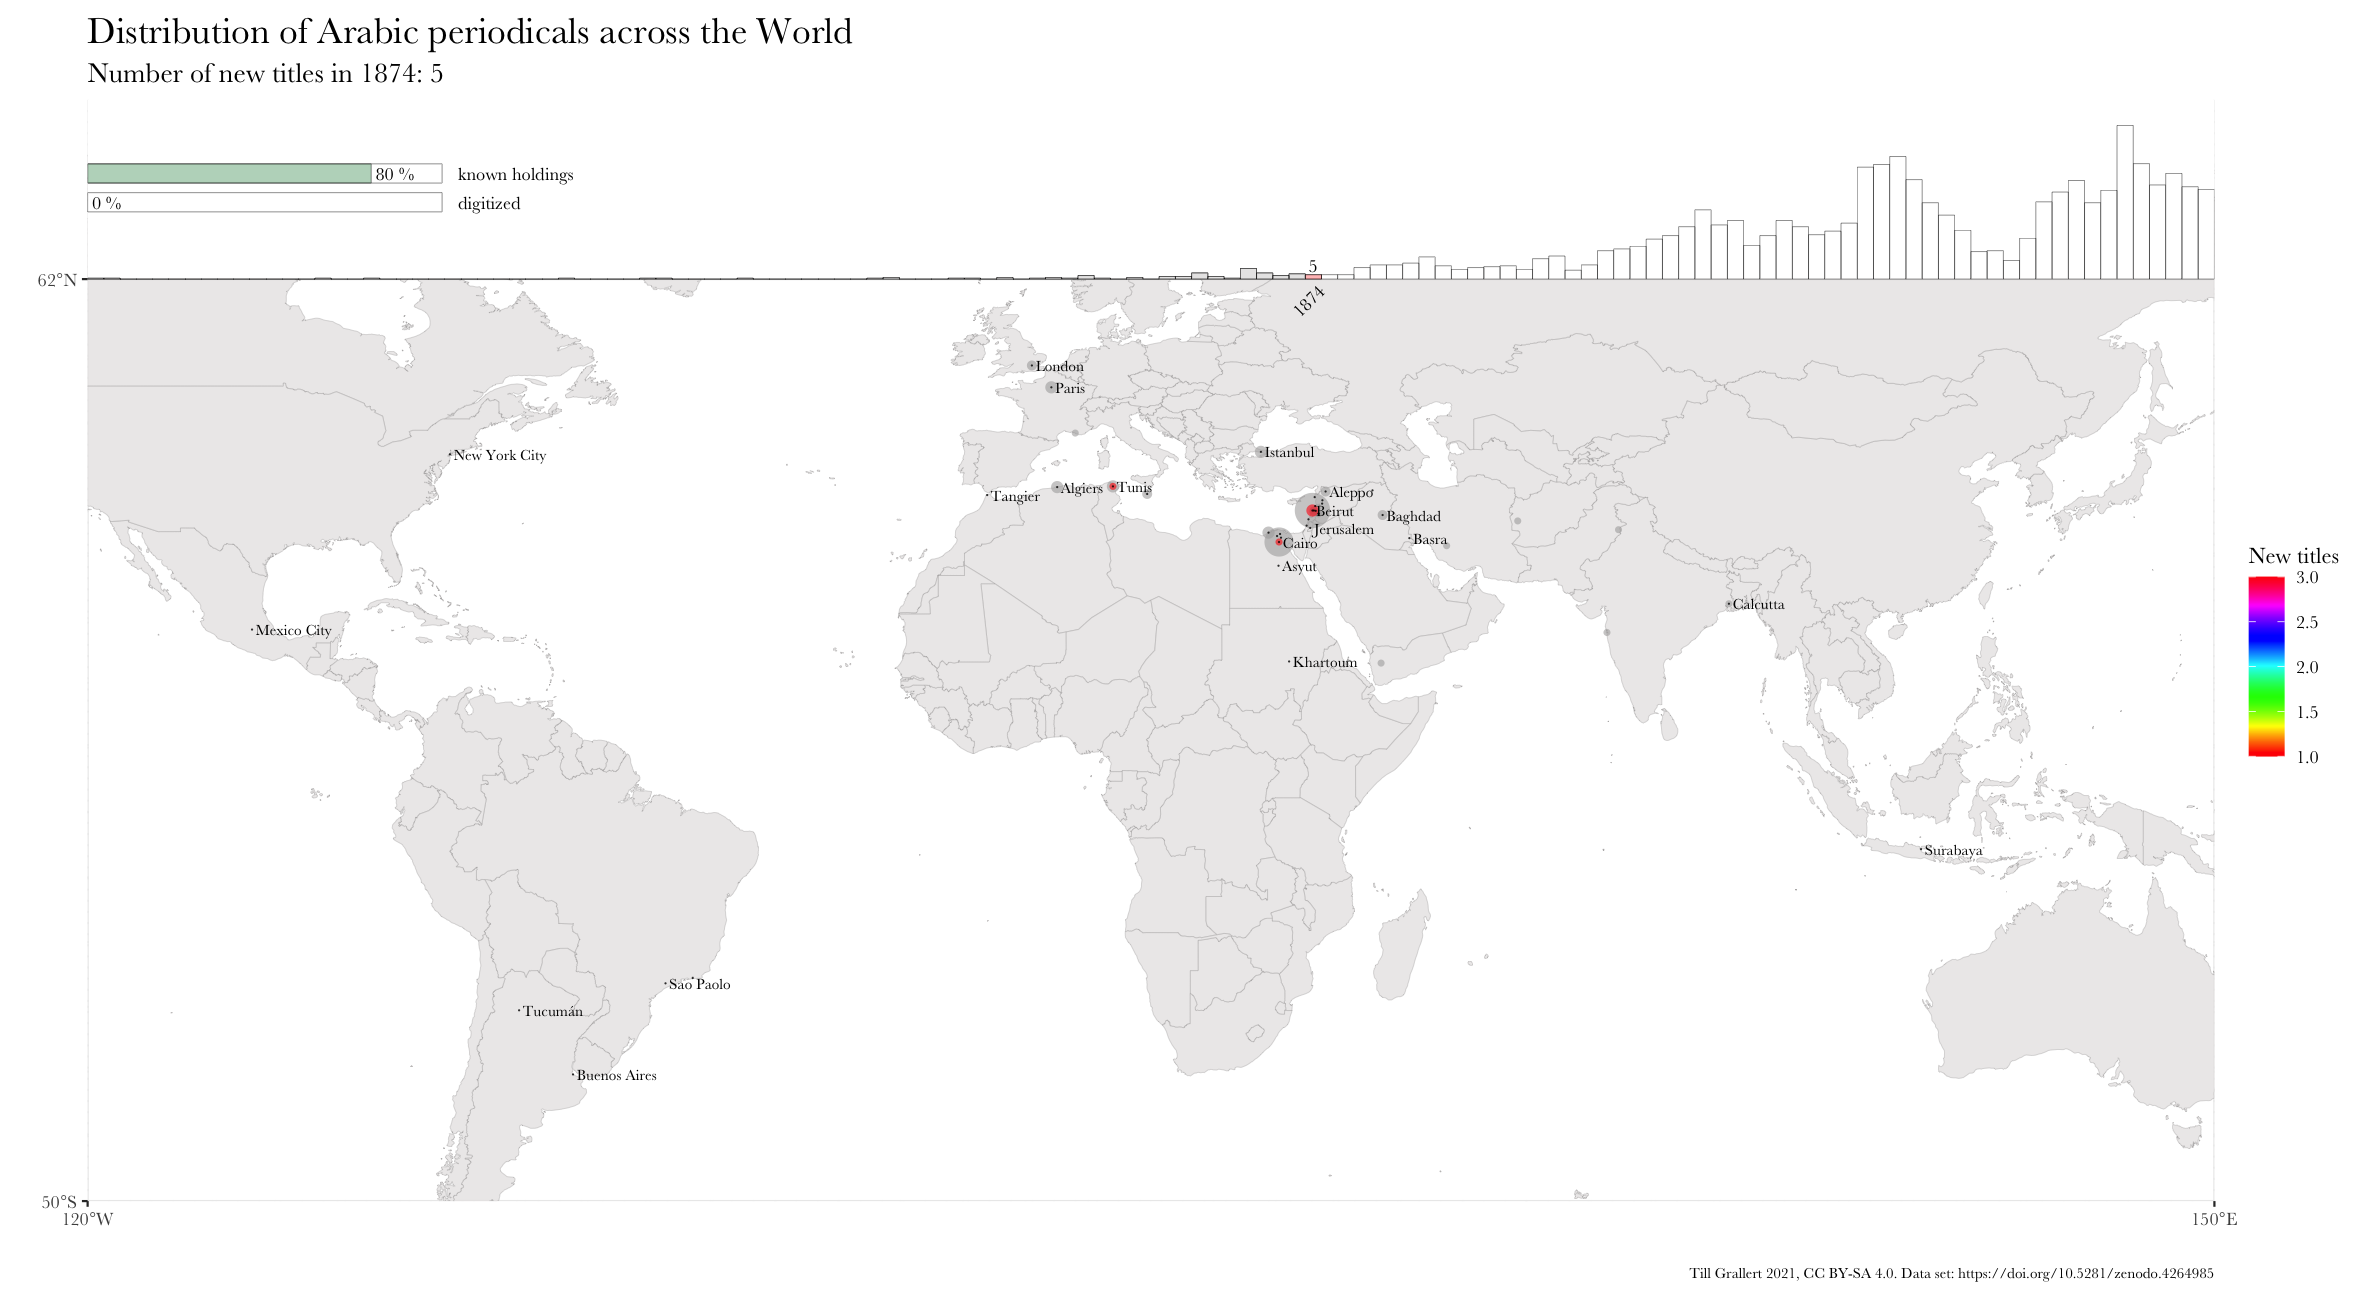 Distribution of Arabic periodicals across the World
Number of new titles in 1874: 5
80 %
known holdings
0 %
digitized
62°N
5
1874
London
Paris
New York City
Istanbul
Tangier
Algiers
Tunis
Aleppo
Beirut
Baghdad
Jerusalem
Cairo
Basra
Asyut
Calcutta
Mexico City
Khartoum
Surabaya
Sao Paolo
Tucumán
Buenos Aires
New titles
3.0
2.5
2.0
1.5
1.0
50°S
120°W
150°E
Till Grallert 2021, CC BY-SA 4.0. Data set: https://doi.org/10.5281/zenodo.4264985